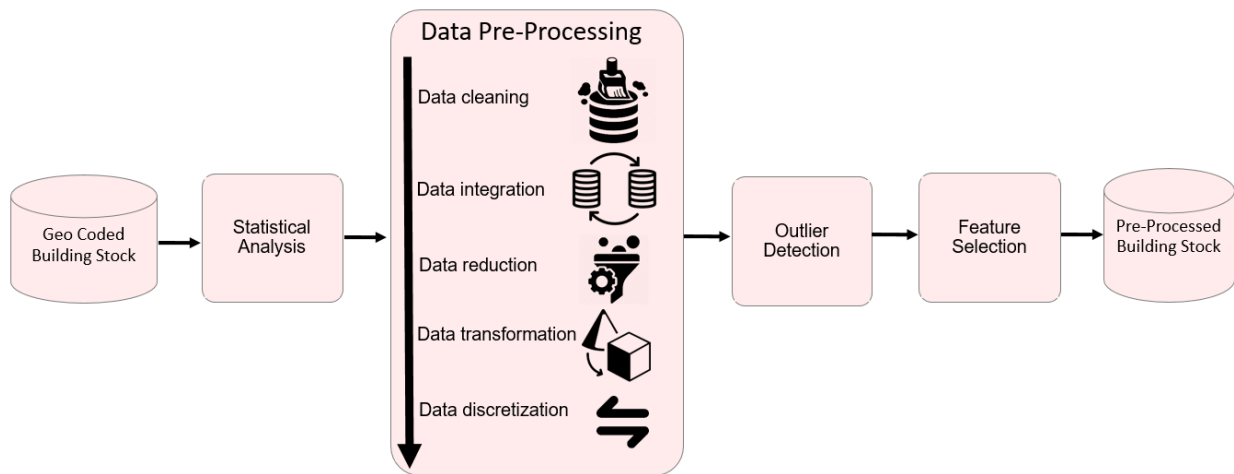 Data Pre-Processing
Data cleaning
Data integration
Data reduction
Data transformation
Data discretization
Geo Coded
Building Stock
Statistical
Analysis
Outlier
Detection
Feature
Selection
Pre-Processed
Building Stock